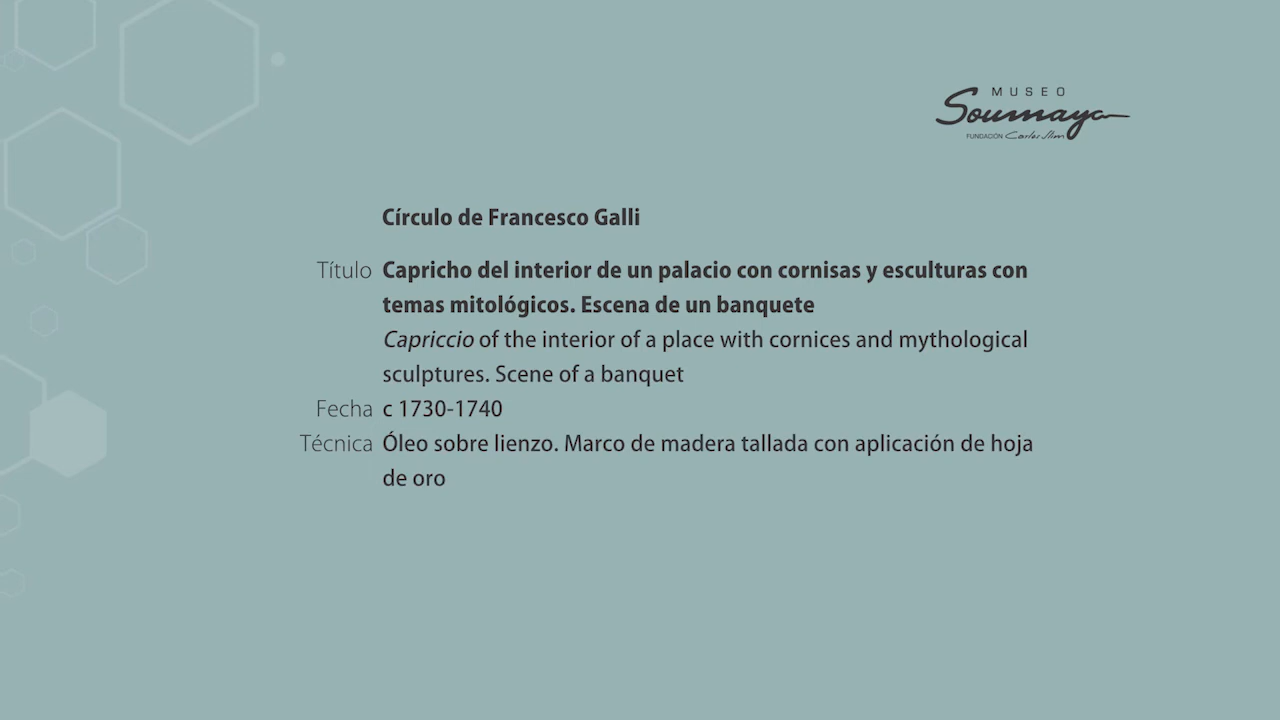 MUSEO
Soumaya
FUNDACIÓN Carlos Slim
Círculo de Francesco Galli
Título Capricho del interior de un palacio con cornisas y esculturas con
temas mitológicos. Escena de un banquete
Capriccio of the interior of a place with cornices and mythological
sculptures. Scene of a banquet
Fecha c 1730-1740
Técnica Óleo sobre lienzo. Marco de madera tallada con aplicación de hoja
de oro